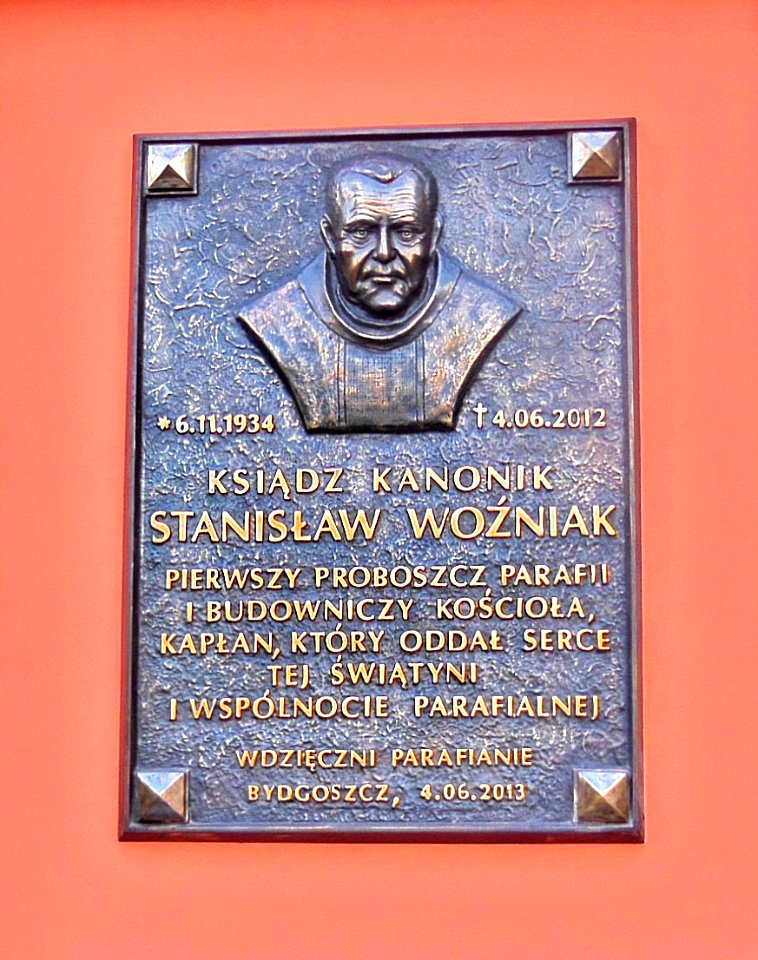 *6.11.1934 †4.06.2012
KSIĄDZ KANONIK
STANISŁAW WOŹNIAK
PIERWSZY PROBOSZCZ PARAFII
I BUDOWNICZY KOŚCIOŁA,
KAPŁAN, KTÓRY ODDAŁ SERCE
TEJ ŚWIĄTYNI
I WSPÓLNOCIE PARAFIALNEJ
WDZIĘCZNI PARAFIANIE
BYDGOSZCZ, 4.06.2013